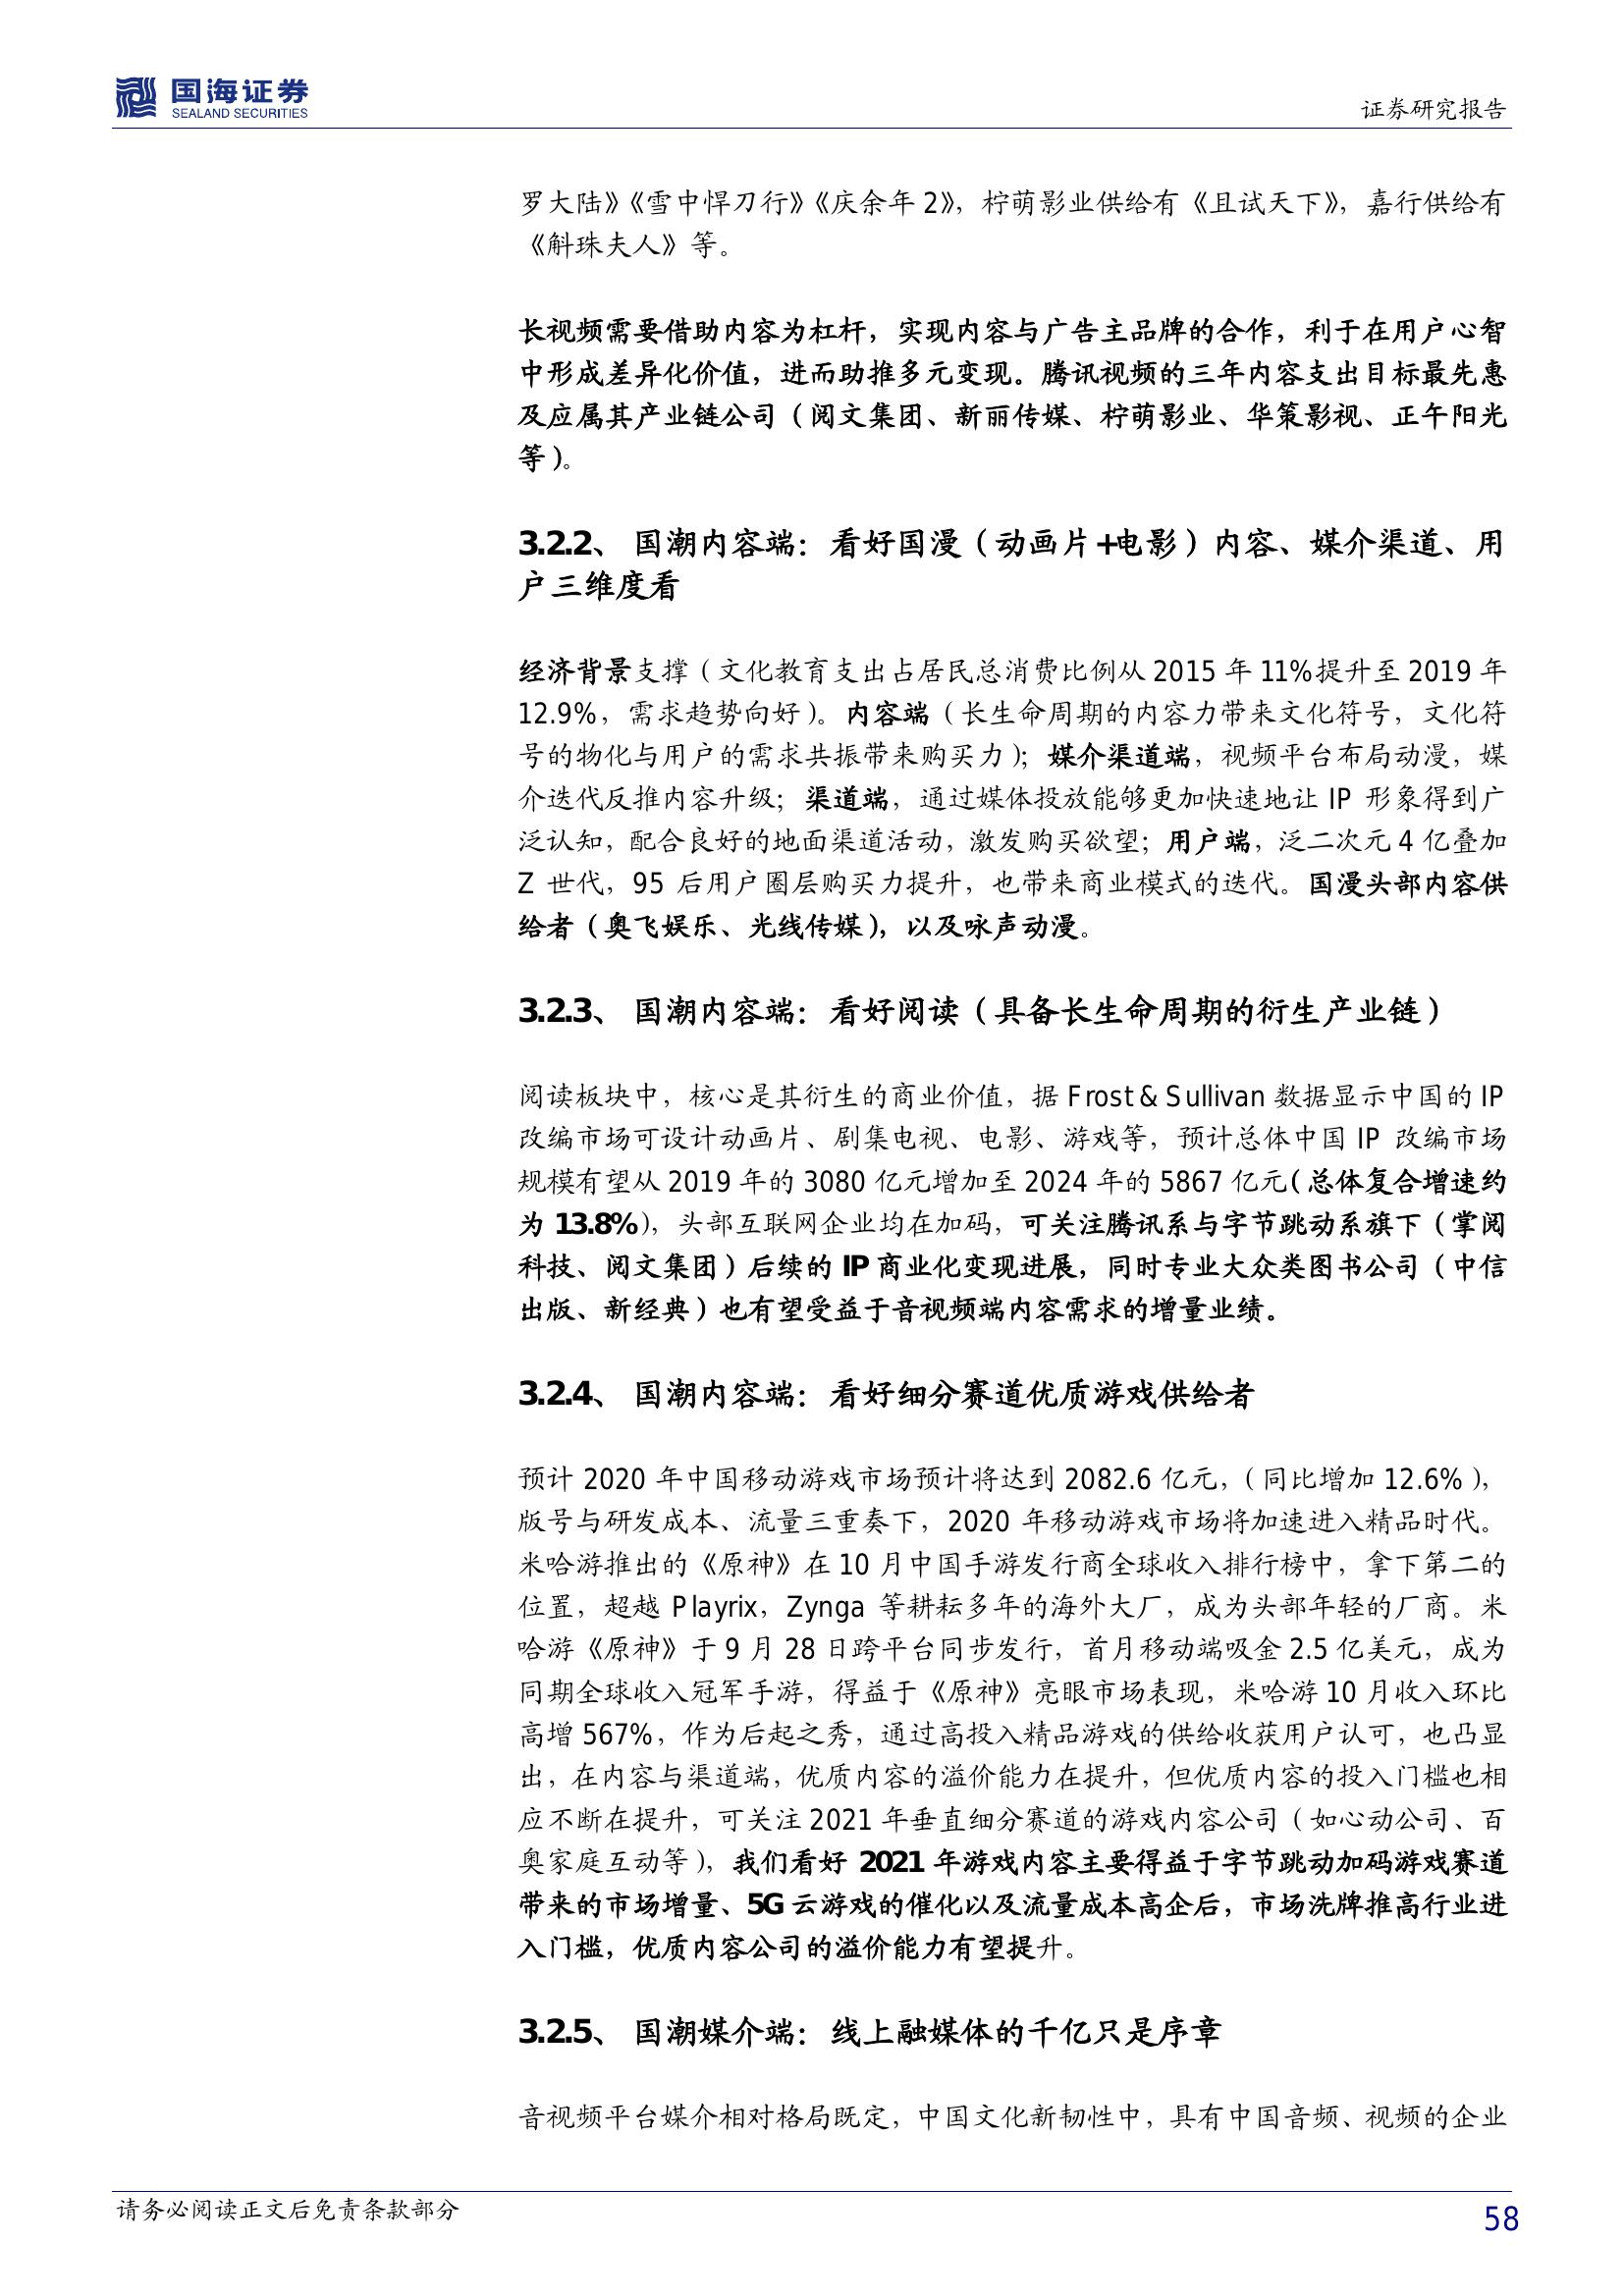 国海证券
SEALAND SECURITIES
证券研究报告
罗大陆》《雪中悍刀行》《庆余年 2》，柠萌影业供给有《且试天下》，嘉行供给有
《斛珠夫人》等。
长视频需要借助内容为杠杆，实现内容与广告主品牌的合作，利于在用户心智
中形成差异化价值，进而助推多元变现。腾讯视频的三年内容支出目标最先惠
及应属其产业链公司（阅文集团、新丽传媒、柠萌影业、华策影视、正午阳光
等）。
3.2.2、 国潮内容端：看好国漫（动画片+电影）内容、媒介渠道、用
户三维度看
经济背景支撑（文化教育支出占居民总消费比例从 2015 年 11%提升至 2019 年
12.9%，需求趋势向好）。内容端（长生命周期的内容力带来文化符号，文化符
号的物化与用户的需求共振带来购买力）；媒介渠道端，视频平台布局动漫，媒
介迭代反推内容升级；渠道端，通过媒体投放能够更加快速地让 IP 形象得到广
泛认知，配合良好的地面渠道活动，激发购买欲望；用户端，泛二次元 4 亿叠加
Z 世代，95 后用户圈层购买力提升，也带来商业模式的迭代。国漫头部内容供
给者（奥飞娱乐、光线传媒），以及咏声动漫。
3.2.3、 国潮内容端：看好阅读（具备长生命周期的衍生产业链）
阅读板块中，核心是其衍生的商业价值，据 Frost & Sullivan 数据显示中国的 IP
改编市场可设计动画片、剧集电视、电影、游戏等，预计总体中国 IP 改编市场
规模有望从 2019 年的 3080 亿元增加至 2024 年的 5867 亿元(总体复合增速约
为 13.8%)，头部互联网企业均在加码，可关注腾讯系与字节跳动系旗下（掌阅
科技、阅文集团）后续的 IP 商业化变现进展，同时专业大众类图书公司（中信
出版、新经典）也有望受益于音视频端内容需求的增量业绩。
3.2.4、 国潮内容端：看好细分赛道优质游戏供给者
预计 2020 年中国移动游戏市场预计将达到 2082.6 亿元，（同比增加 12.6%），
版号与研发成本、流量三重奏下，2020 年移动游戏市场将加速进入精品时代。
米哈游推出的《原神》在 10 月中国手游发行商全球收入排行榜中，拿下第二的
位置，超越 Playrix，Zynga 等耕耘多年的海外大厂，成为头部年轻的厂商。米
哈游《原神》于 9 月 28 日跨平台同步发行，首月移动端吸金 2.5 亿美元，成为
同期全球收入冠军手游，得益于《原神》亮眼市场表现，米哈游 10 月收入环比
高增 567%，作为后起之秀，通过高投入精品游戏的供给收获用户认可，也凸显
出，在内容与渠道端，优质内容的溢价能力在提升，但优质内容的投入门槛也相
应不断在提升，可关注 2021 年垂直细分赛道的游戏内容公司（如心动公司、百
奥家庭互动等），我们看好 2021 年游戏内容主要得益于字节跳动加码游戏赛道
带来的市场增量、5G 云游戏的催化以及流量成本高企后，市场洗牌推高行业进
入门槛，优质内容公司的溢价能力有望提升。
3.2.5、 国潮媒介端：线上融媒体的千亿只是序章
音视频平台媒介相对格局既定，中国文化新韧性中，具有中国音频、视频的企业
请务必阅读正文后免责条款部分
58